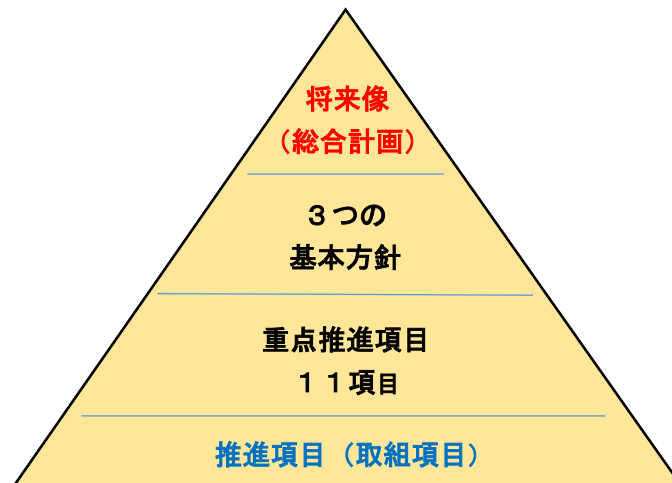 将来像
（総合計画）
３つの
基本方針
重点推進項目
１１項目
推進項目（取組項目）